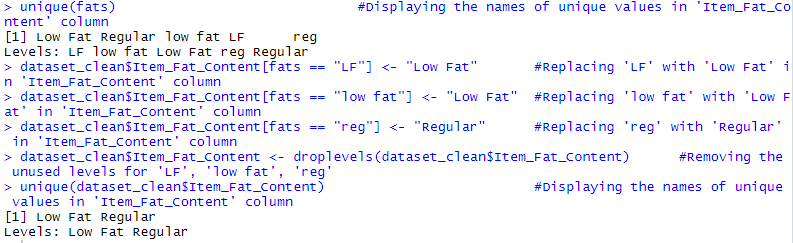 > unique(fats)                                  #Displaying the names of unique values in 'Item_Fat_Co
ntent' column
[1] Low Fat Regular low fat LF      reg
Levels: LF low fat Low Fat reg Regular
> dataset_clean$Item_Fat_Content[fats == "LF"] <- "Low Fat"       #Replacing 'LF' with 'Low Fat' i
n 'Item_Fat_Content' column
> dataset_clean$Item_Fat_Content[fats == "low fat"] <- "Low Fat"  #Replacing 'low fat' with 'Low F
at' in 'Item_Fat_Content' column
> dataset_clean$Item_Fat_Content[fats == "reg"] <- "Regular"      #Replacing 'reg' with 'Regular'
 in 'Item_Fat_Content' column
> dataset_clean$Item_Fat_Content <- droplevels(dataset_clean$Item_Fat_Content)      #Removing the
 unused levels for 'LF', 'low fat', 'reg'
> unique(dataset_clean$Item_Fat_Content)                          #Displaying the names of unique
 values in 'Item_Fat_Content' column
[1] Low Fat Regular
Levels: Low Fat Regular